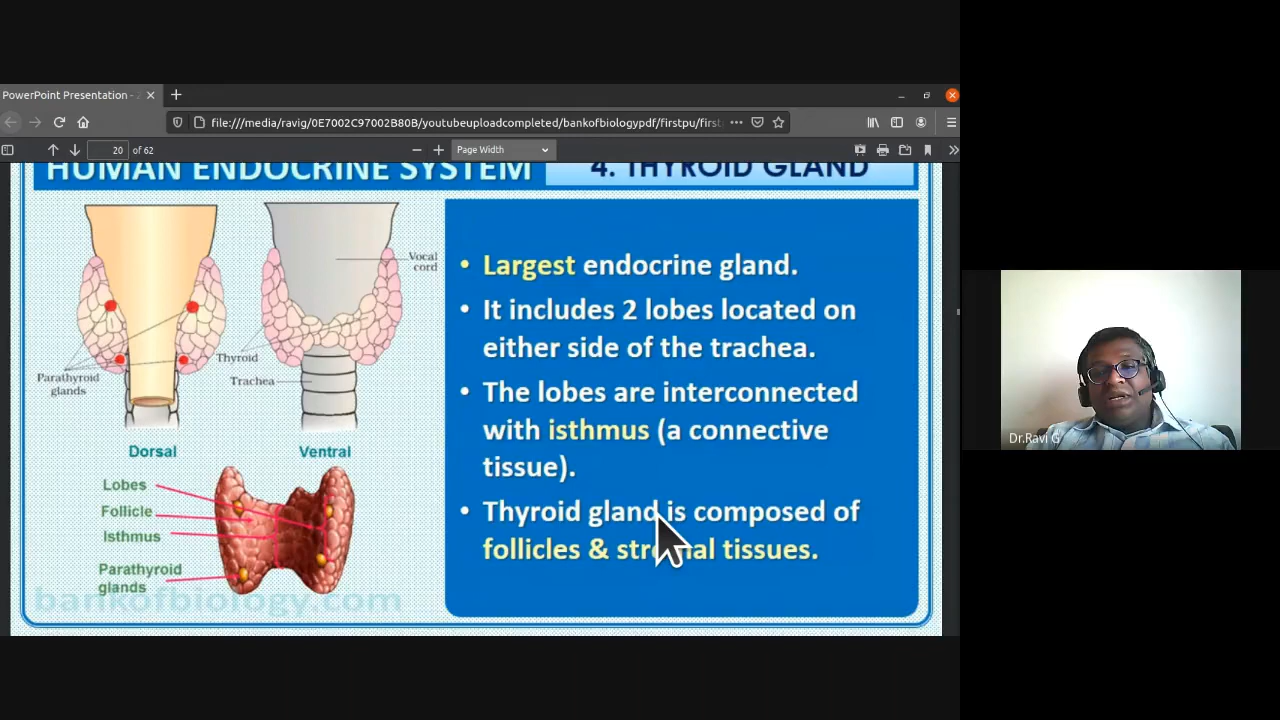 PowerPoint Presentation -
file:///media/ravig/0E7002C97002B80B/youtubeuploadcompleted/bankofbiologypdf/firstpu/first
20 of 62
Page Width
HUMAN ENDOCRINE SYSTEM
4. THYROID GLAND
Vocal
cord
Thyroid
Parathyroid
glands
Trachea
Dorsal
Ventral
Lobes
Follicle
Isthmus
Parathyroid
glands
bankofbiology.com
• Largest endocrine gland.
• It includes 2 lobes located on
either side of the trachea.
• The lobes are interconnected
with isthmus (a connective
tissue).
• Thyroid gland is composed of
follicles & stromal tissues.
Dr.Ravi G